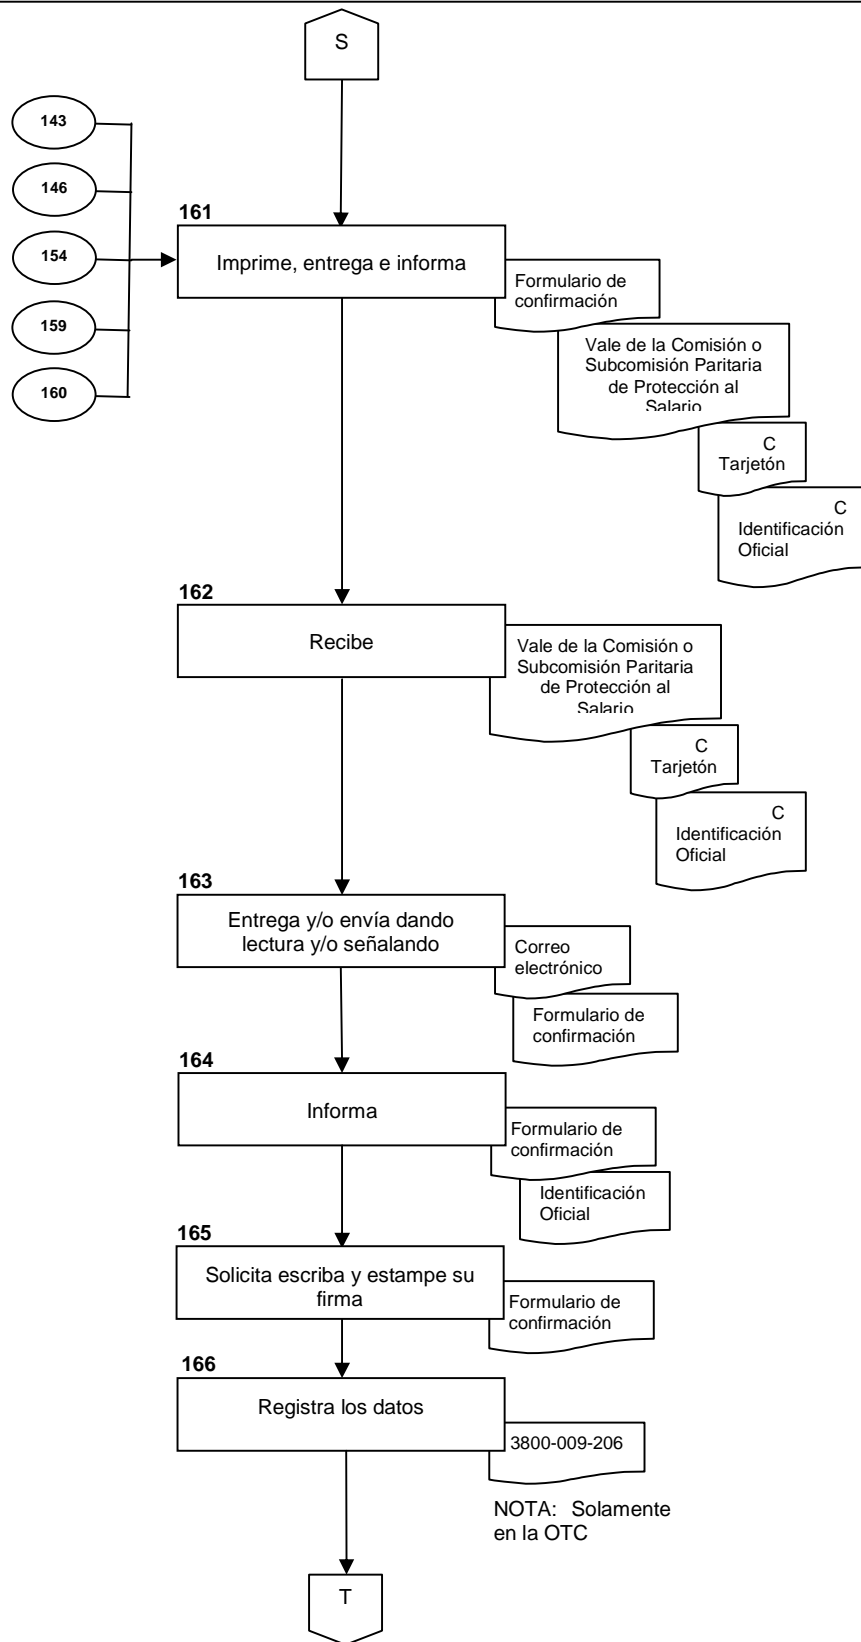 S
143
146
154
159
160
161
Imprime, entrega e informa
Formulario de
confirmación
Vale de la Comisión o
Subcomisión Paritaria
de Protección al
Salario
C
Tarjetón
C
Identificación
Oficial
162
Recibe
Vale de la Comisión o
Subcomisión Paritaria
de Protección al
Salario
C
Tarjetón
C
Identificación
Oficial
163
Entrega y/o envía dando
lectura y/o señalando
Correo
electrónico
Formulario de
confirmación
164
Informa
Formulario de
confirmación
Identificación
Oficial
165
Solicita escriba y estampe su
firma
Formulario de
confirmación
166
Registra los datos
3800-009-206
NOTA: Solamente
en la OTC
T